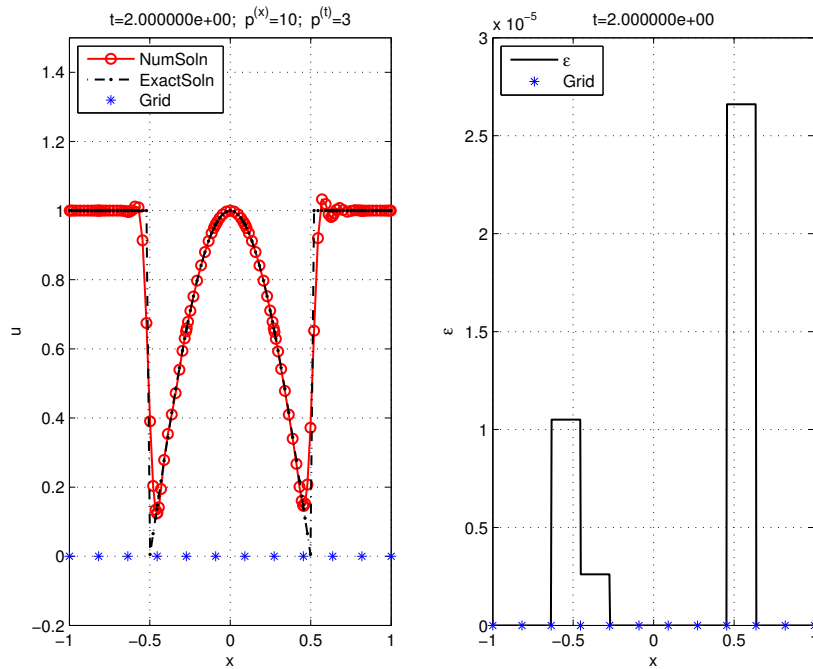 t=2.000000e+00; p^(x)=10; p^(t)=3
NumSoln
ExactSoln
Grid
1.4
1.2
1
0.8
0.6
0.4
0.2
0
−0.2
u
−1
−0.5
0
0.5
1
x
x 10^−5
t=2.000000e+00
ε
Grid
3
2.5
2
1.5
1
0.5
0
ε
−1
−0.5
0
0.5
1
x